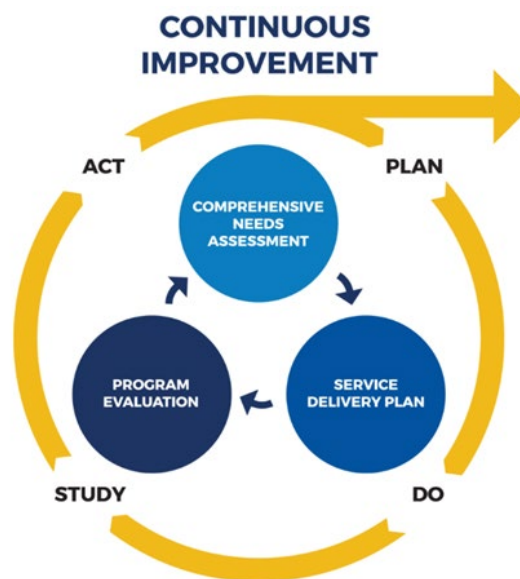 CONTINUOUS
IMPROVEMENT
ACT
PLAN
COMPREHENSIVE
NEEDS
ASSESSMENT
PROGRAM
EVALUATION
SERVICE
DELIVERY PLAN
STUDY
DO